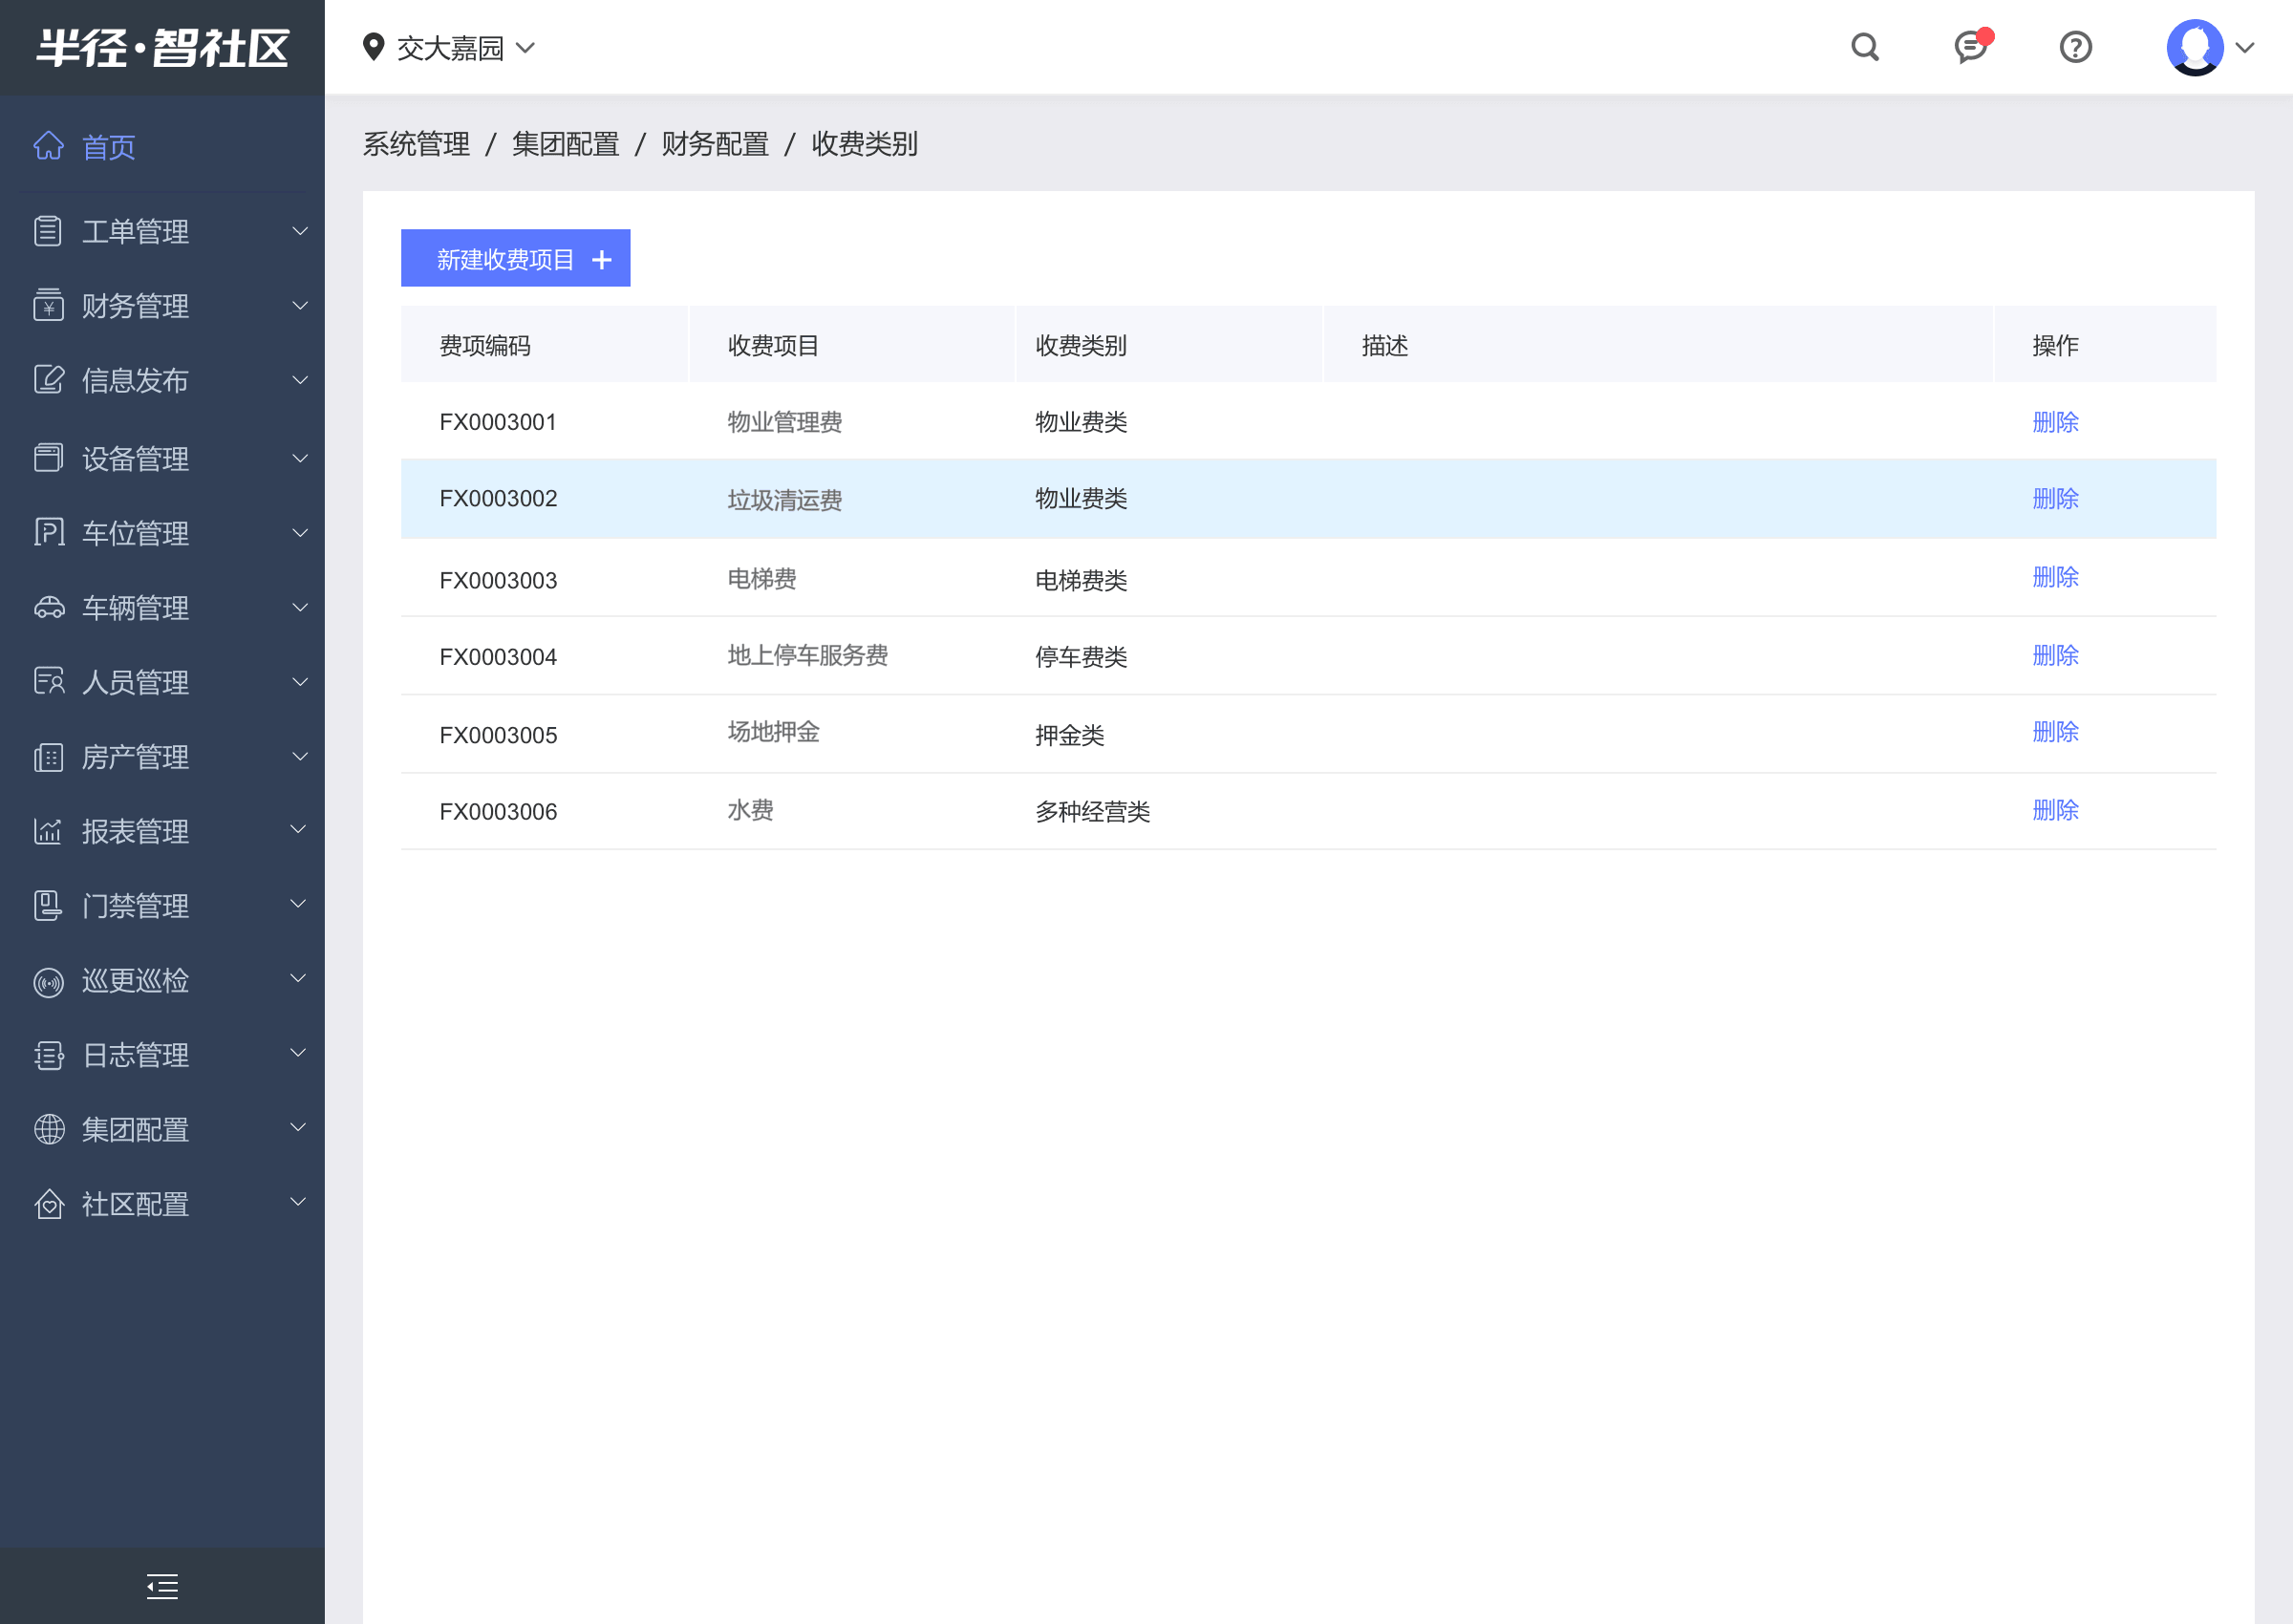 半径·智社区
交大嘉园
首页
工单管理
财务管理
信息发布
设备管理
车位管理
车辆管理
人员管理
房产管理
报表管理
门禁管理
巡更巡检
日志管理
集团配置
社区配置
系统管理 / 集团配置 / 财务配置 / 收费类别
新建收费项目 +
费项编码 收费项目 收费类别 描述 操作
FX0003001 物业管理费 物业费类 删除
FX0003002 垃圾清运费 物业费类 删除
FX0003003 电梯费 电梯费类 删除
FX0003004 地上停车服务费 停车费类 删除
FX0003005 场地押金 押金类 删除
FX0003006 水费 多种经营类 删除